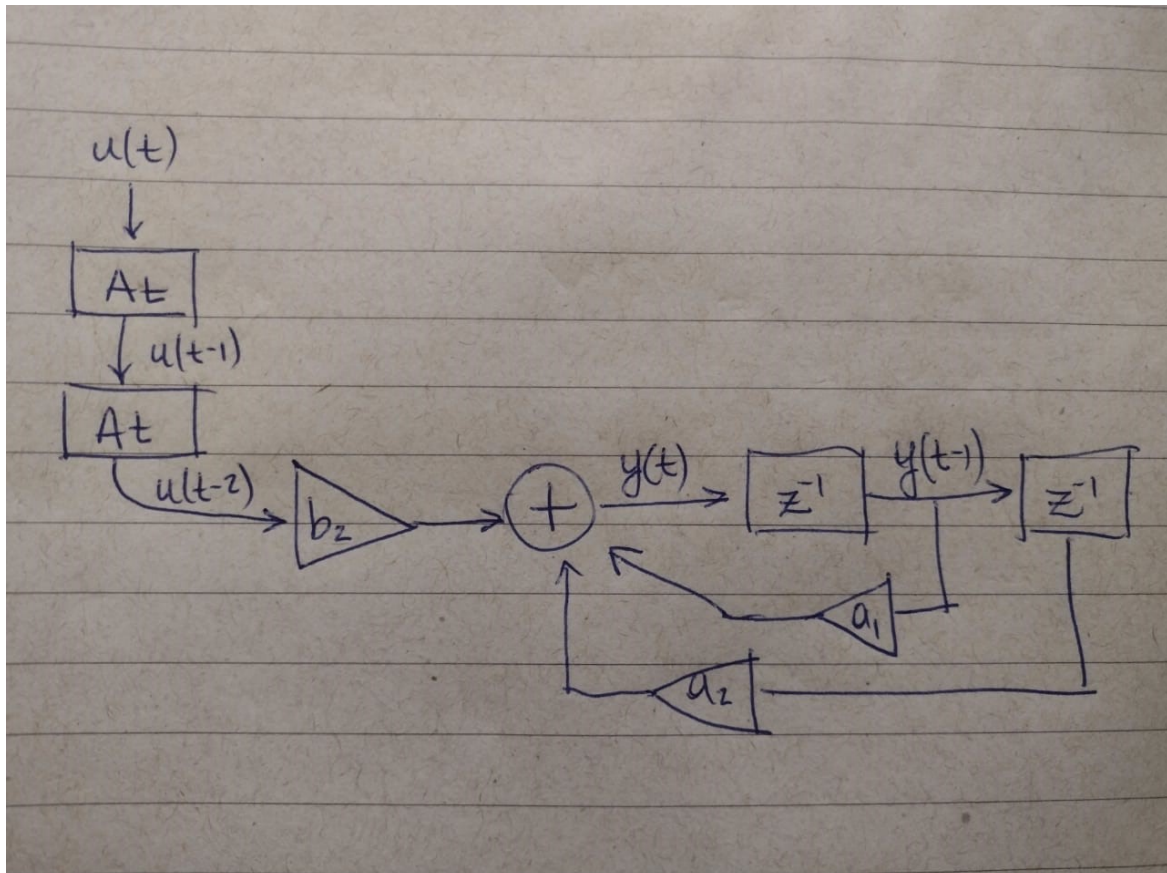 u(t)
At
u(t-1)
At
u(t-2)
b₂
+
y(t)
z⁻¹
y(t-1)
z⁻¹
a₁
a₂